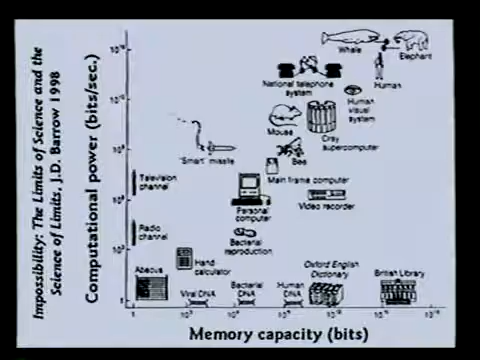 Impossibility: The Limits of Science and the
Science of Limits, J.D. Barrow 1998
Computational power (bits/sec.)
Whale
Elephant
National telephone
system
Human
Human
visual
system
Mouse
Cray
supercomputer
"Smart" missile
Bee
Main frame computer
Television
channel
Personal
computer
Video recorder
Radio
channel
Bacterial
reproduction
Hand
calculator
Oxford English
Dictionary
British Library
Abacus
Viral DNA
Bacterial
DNA
Human
DNA
1
1
Memory capacity (bits)